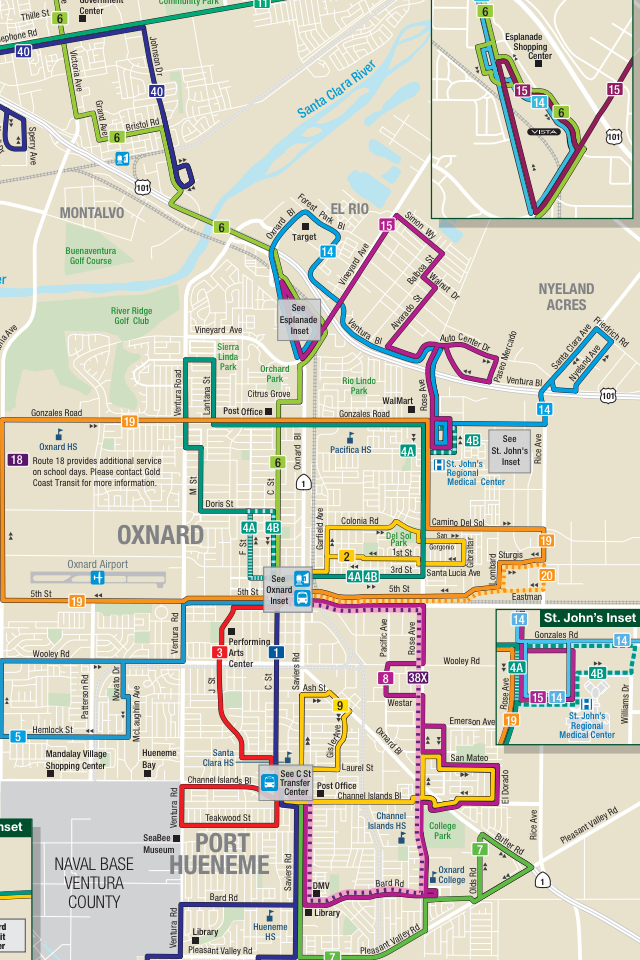 Thille St
Government
Center
Community Park
11
Telephone Rd
6
40
Victoria Ave
Johnson Dr
40
Grand Ave
6
Bristol Rd
Sperry Ave
101
Santa Clara River
6
Esplanade
Shopping
Center
15
14
6
15
VISTA
101
MONTALVO
EL RIO
Forest Park Bl
Oxnard Bl
Target
14
15
Simon Wy
Balboa St
Walnut Dr
Vineyard Ave
Alvarado St
6
Buenaventura
Golf Course
NYELAND
ACRES
See
Esplanade
Inset
River Ridge
Golf Club
Ventura Bl
Auto Center Dr
Paseo Mercado
Santa Clara Ave
Friedrich Rd
Nyeland Ave
Ventura Bl
101
Vineyard Ave
Sierra
Linda
Park
Orchard
Park
Citrus Grove
Rio Lindo
Park
WalMart
Rose Ave
14
Ventura Road
Lantana St
Post Office
Gonzales Road
19
Gonzales Road
Oxnard HS
Pacifica HS
4A
4B
See
St. John's
Inset
Rice Ave
18
Route 18 provides additional service
on school days. Please contact Gold
Coast Transit for more information.
St. John's
Regional
Medical Center
Oxnard Bl
6
C St
1
M St
Doris St
OXNARD
4A
4B
F St
Garfield Ave
Colonia Rd
Camino Del Sol
Del Sol
Park
San
Gorgonio
Gibraltar
2
1st St
3rd St
4A
4B
Santa Lucia Ave
Lombard
Sturgis
19
20
Oxnard Airport
5th St
19
5th St
See
Oxnard
Inset
5th St
Eastman
Ventura Rd
Performing
Arts
Center
3
1
Pacific Ave
Rose Ave
St. John's Inset
14
Gonzales Rd
14
4A
4B
Rose Ave
15
14
19
Williams Dr
St. John's
Regional
Medical Center
Wooley Rd
Wooley Rd
8
38X
Westar
Patterson Rd
Novato Dr
McLaughlin Ave
J St
C St
Saviers Rd
Ash St
9
Gisler Ave
Oxnard Bl
Emerson Ave
5
Hemlock St
Mandalay Village
Shopping Center
Hueneme
Bay
Santa
Clara HS
Laurel St
San Mateo
El Dorado
Channel Islands Bl
See C St
Transfer
Center
Post Office
Channel Islands Bl
Ventura Rd
Teakwood St
Channel
Islands HS
College
Park
Rice Ave
Pleasant Valley Rd
SeaBee
Museum
PORT
HUENEME
7
Butler Rd
NAVAL BASE
VENTURA
COUNTY
Saviers Rd
Oxnard
College
Olds Rd
1
DMV
Bard Rd
Bard Rd
Library
Ventura Rd
Hueneme
HS
Library
Pleasant Valley Rd
7
Pleasant Valley Rd